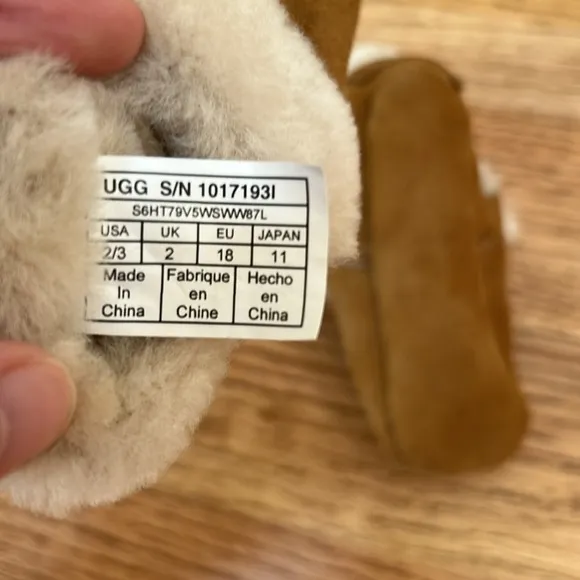 UGG S/N 1017193I
S6HT79V5WSWW87L
USA UK EU JAPAN
2/3 2 18 11
Made Fabrique Hecho
In en en
China Chine China